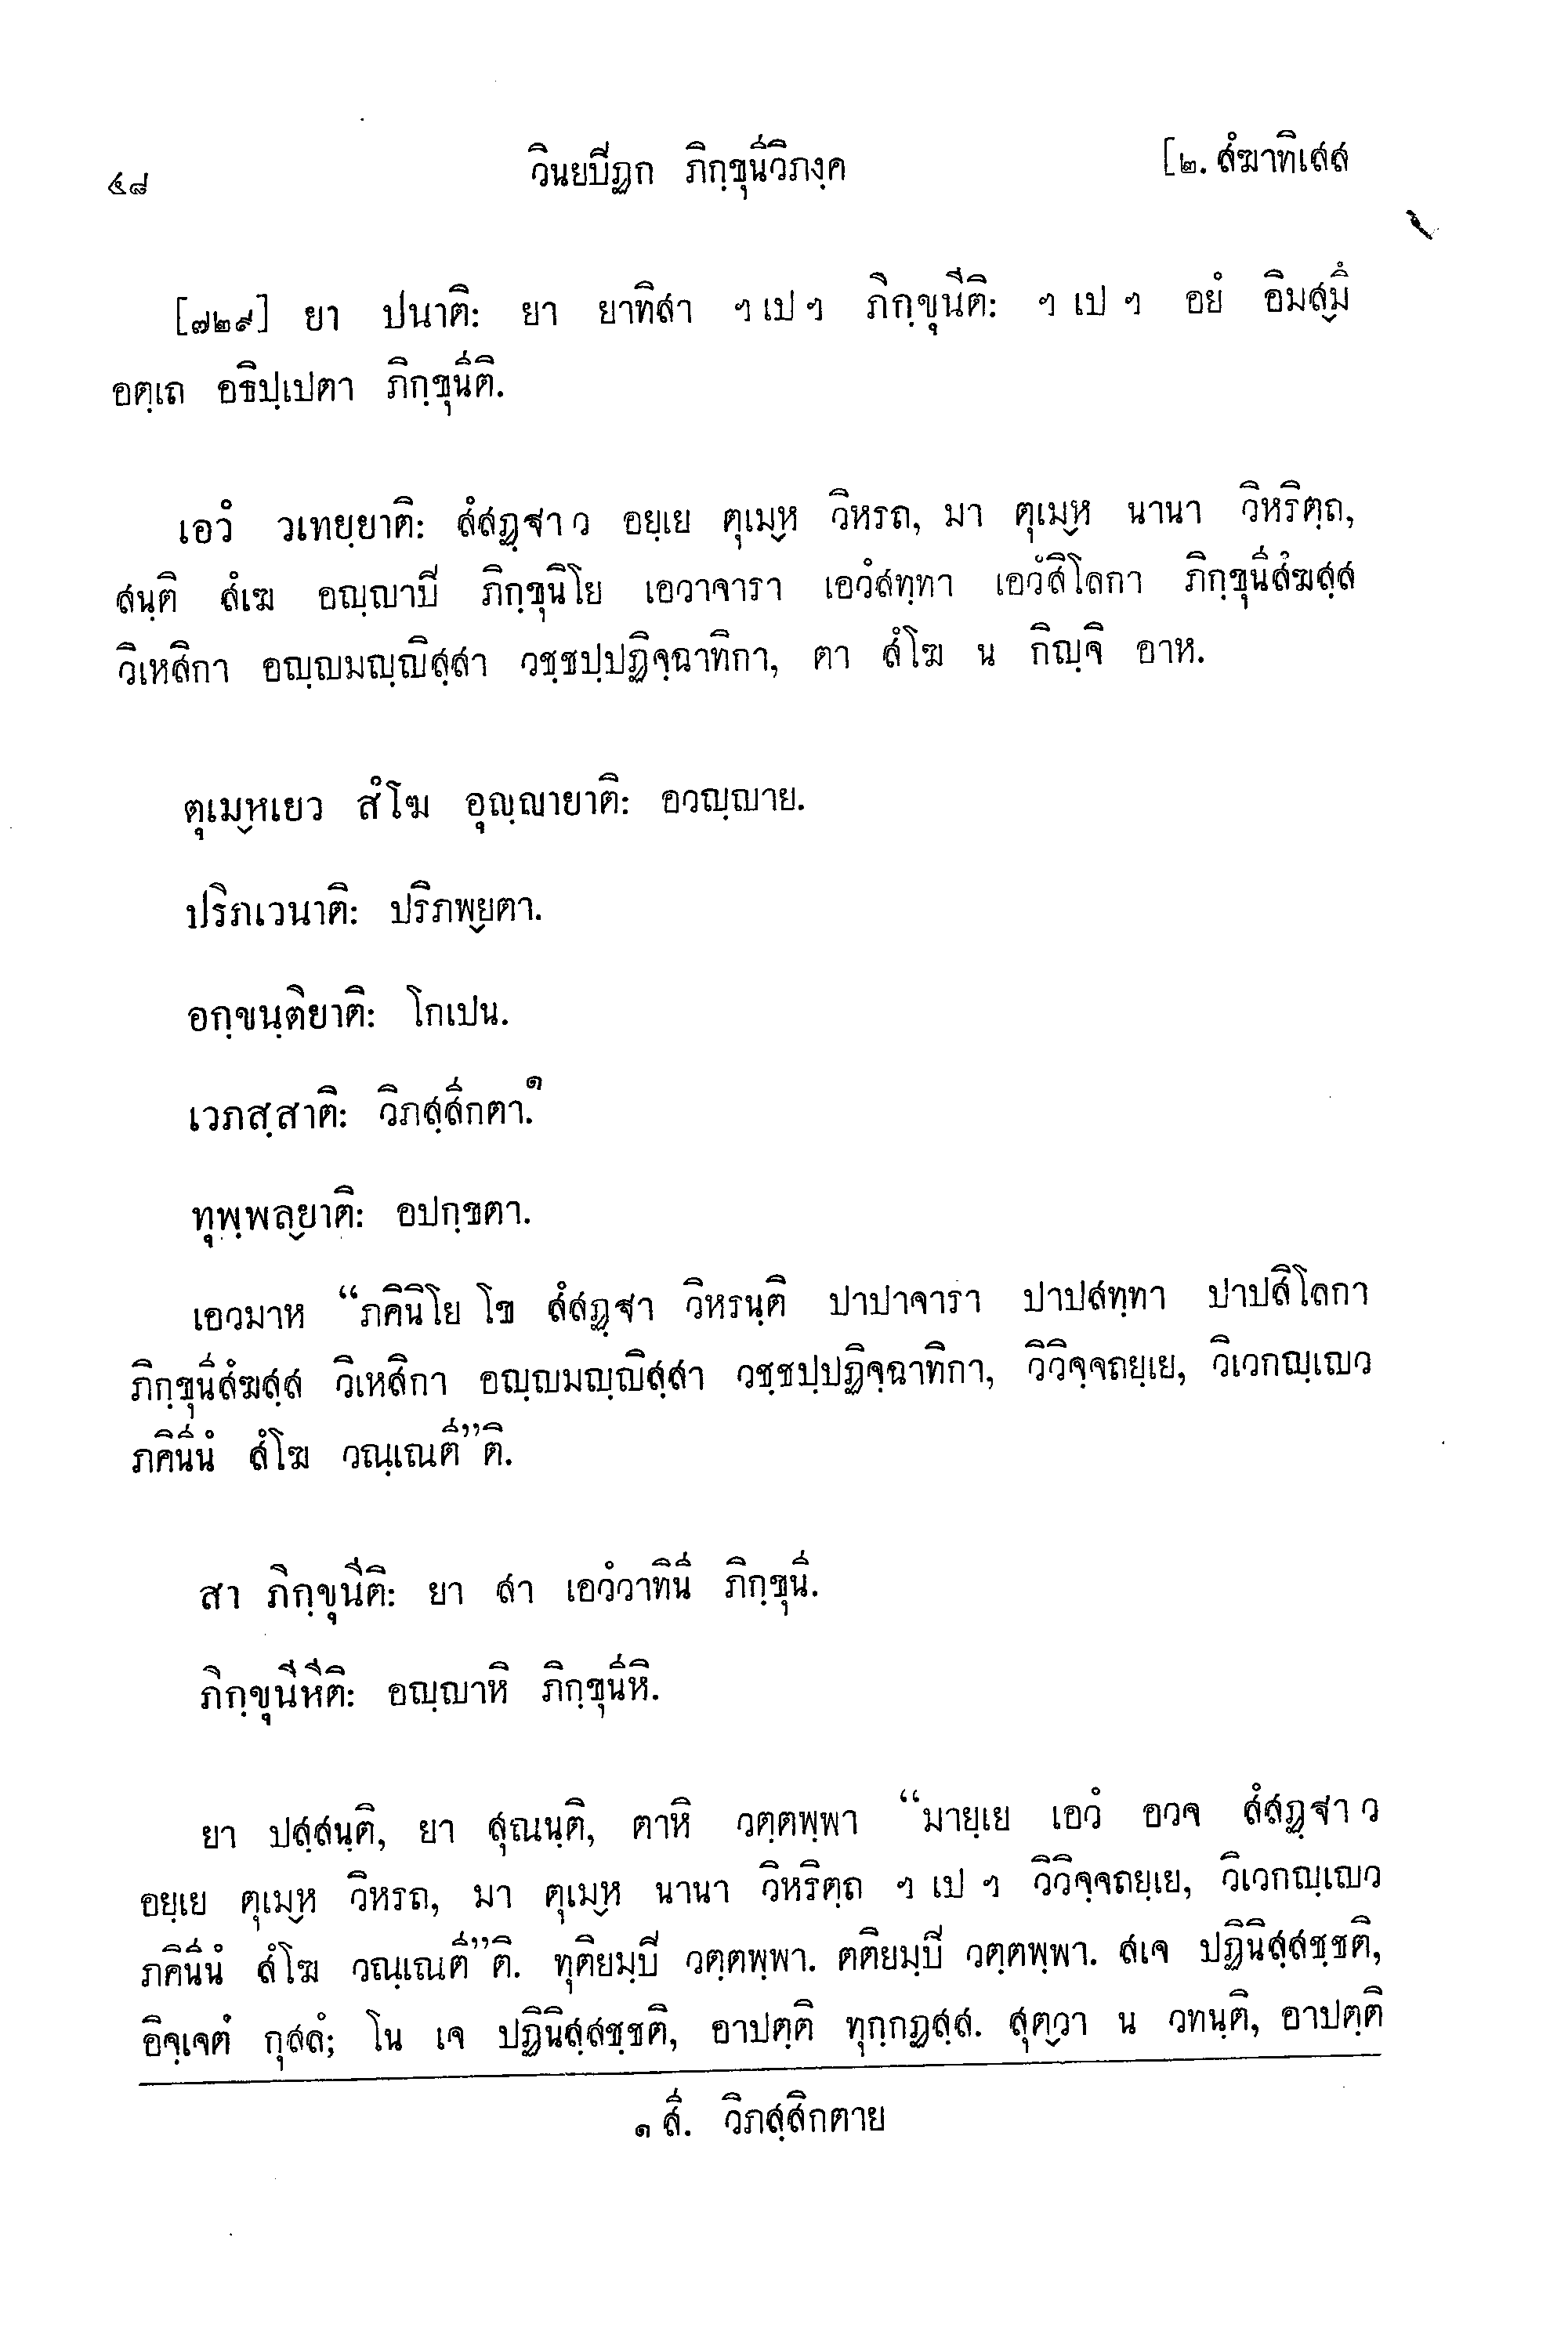 ๕๘ วินยปีฏก ภิกฺขุนีวิภงฺค [๒. สํฆาทิเสส
[๗๒๙] ยา ปนาติ: ยา ยาทิสา ฯเปฯ ภิกฺขุนีติ: ฯ เป ฯ อยํ อิมสฺมึ
อตฺเถ อธิปฺเปตา ภิกฺขุนีติ.
เอวํ วเทยฺยาติ: สํสฏฺฐา ว อยฺเย ตุเมฺห วิหรถ, มา ตุเมฺห นานา วิหริตฺถ,
สนฺติ สํเฆ อญฺญาปี ภิกฺขุนิโย เอวาจารา เอวํสทฺทา เอวํสิโลกา ภิกฺขุนีสํฆสฺส
วิเหสิกา อญฺญมญฺญิสฺสา วชฺชปฺปฏิจฺฉาทิกา, ตา สํโฆ น กิญฺจิ อาห.
ตุเมฺหเยว สํโฆ อุญฺญายาติ: อวญฺญาย.
ปริภเวนาติ: ปริภพฺยตา.
อกฺขนฺติยาติ: โกเปน.
เวภสฺสาติ: วิภสฺสีกตา.๑
ทุพฺพลฺยาติ: อปกฺขตา.
เอวมาห “ภคินิโย โข สํสฏฺฐา วิหรนฺติ ปาปาจารา ปาปสทฺทา ปาปสิโลกา
ภิกฺขุนีสํฆสฺส วิเหสิกา อญฺญมญฺญิสฺสา วชฺชปฺปฏิจฺฉาทิกา, วิวิจฺจถยฺเย, วิเวกญฺเญว
ภคินีนํ สํโฆ วณฺเณตี”ติ.
สา ภิกฺขุนีติ: ยา สา เอวํวาทินี ภิกฺขุนี.
ภิกฺขุนีหีติ: อญฺญาหิ ภิกฺขุนีหิ.
ยา ปสฺสนฺติ, ยา สุณนฺติ, ตาหิ วตฺตพฺพา “มายฺเย เอวํ อวจ สํสฏฺฐา ว
อยฺเย ตุเมฺห วิหรถ, มา ตุเมฺห นานา วิหริตฺถ ฯ เป ฯ วิวิจฺจถยฺเย, วิเวกญฺเญว
ภคินีนํ สํโฆ วณฺเณตี”ติ. ทุติยมฺปี วตฺตพฺพา. ตติยมฺปี วตฺตพฺพา. สเจ ปฏินิสฺสชฺชติ,
อิจฺเจตํ กุสลํ; โน เจ ปฏินิสฺสชฺชติ, อาปตฺติ ทุกฺกฏสฺส. สุตฺวา น วทนฺติ, อาปตฺติ
๑ สี. วิภสฺสิกตาย